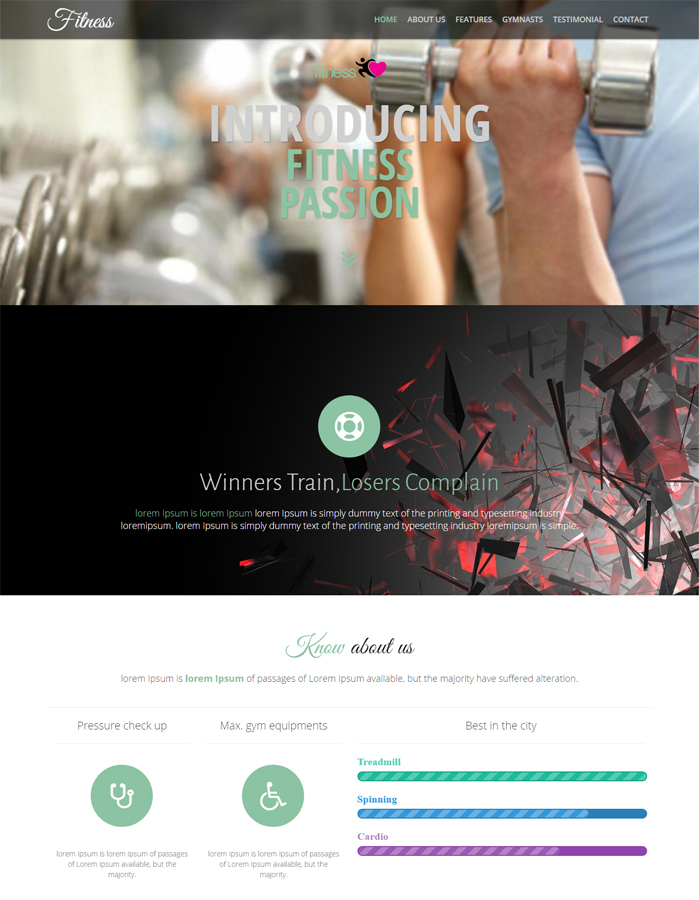 Fitness
HOME ABOUT US FEATURES GYMNASTS TESTIMONIAL CONTACT
fitness
INTRODUCING
FITNESS
PASSION
Winners Train,Losers Complain
lorem Ipsum is lorem Ipsum lorem Ipsum is simply dummy text of the printing and typesetting industry
loremipsum. lorem Ipsum is simply dummy text of the printing and typesetting industry loremipsum is simple.
Know about us
lorem Ipsum is lorem Ipsum of passages of Lorem Ipsum available, but the majority have suffered alteration.
Pressure check up
Max. gym equipments
Best in the city
Treadmill
Spinning
Cardio
lorem Ipsum is lorem Ipsum of passages
of Lorem Ipsum available, but the
majority.
lorem Ipsum is lorem Ipsum of passages
of Lorem Ipsum available, but the
majority.